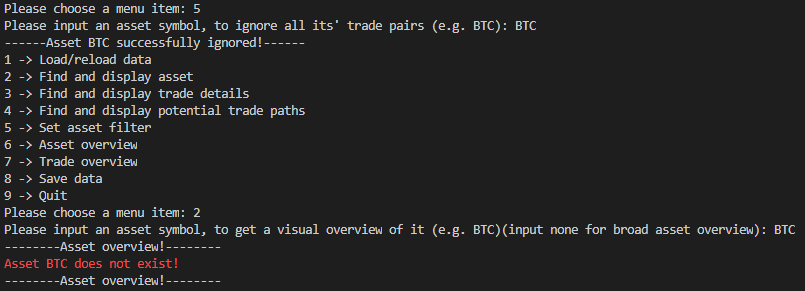 Please choose a menu item: 5
Please input an asset symbol, to ignore all its' trade pairs (e.g. BTC): BTC
------Asset BTC successfully ignored!------
1 -> Load/reload data
2 -> Find and display asset
3 -> Find and display trade details
4 -> Find and display potential trade paths
5 -> Set asset filter
6 -> Asset overview
7 -> Trade overview
8 -> Save data
9 -> Quit
Please choose a menu item: 2
Please input an asset symbol, to get a visual overview of it (e.g. BTC)(input none for broad asset overview): BTC
--------Asset overview!--------
Asset BTC does not exist!
--------Asset overview!--------